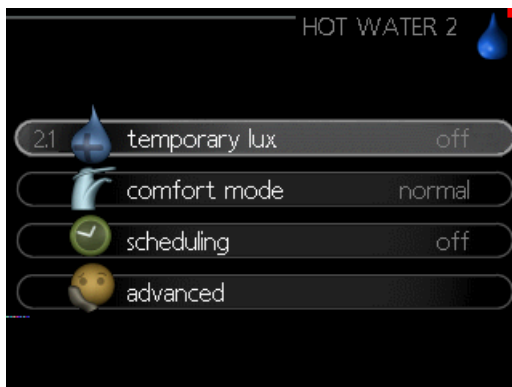 HOT WATER 2
2.1 temporary lux off
comfort mode normal
scheduling off
advanced